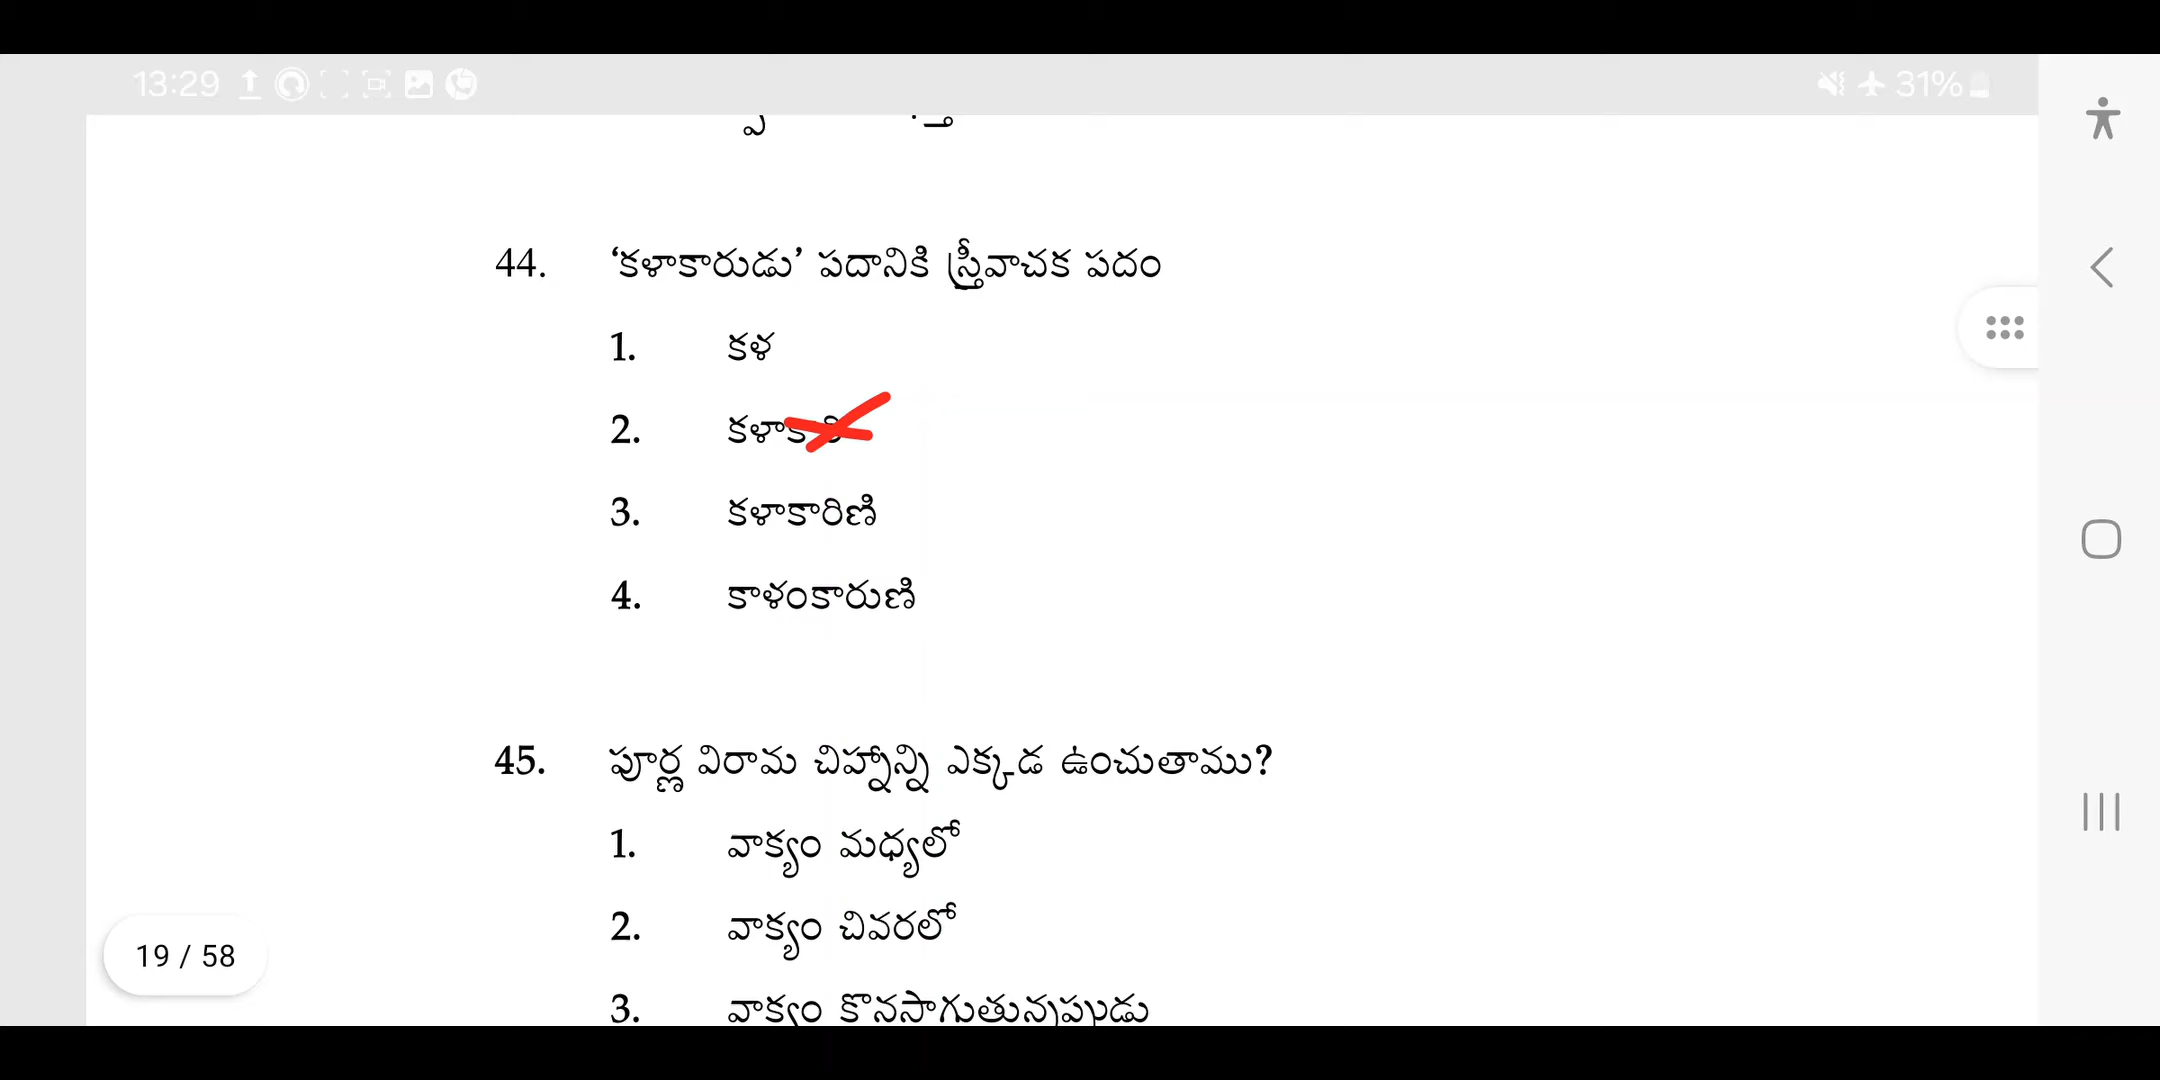 13:29 31%
44. ‘కళాకారుడు’ పదానికి స్త్రీవాచక పదం
1. కళ
2.
3. కళాకారిణి
4. కాళంకారుణి
45. పూర్ణ విరామ చిహ్నాన్ని ఎక్కడ ఉంచుతాము?
1. వాక్యం మధ్యలో
2. వాక్యం చివరలో
19 / 58
3. వాక్యం కొనసాగుతున్నప్పుడు